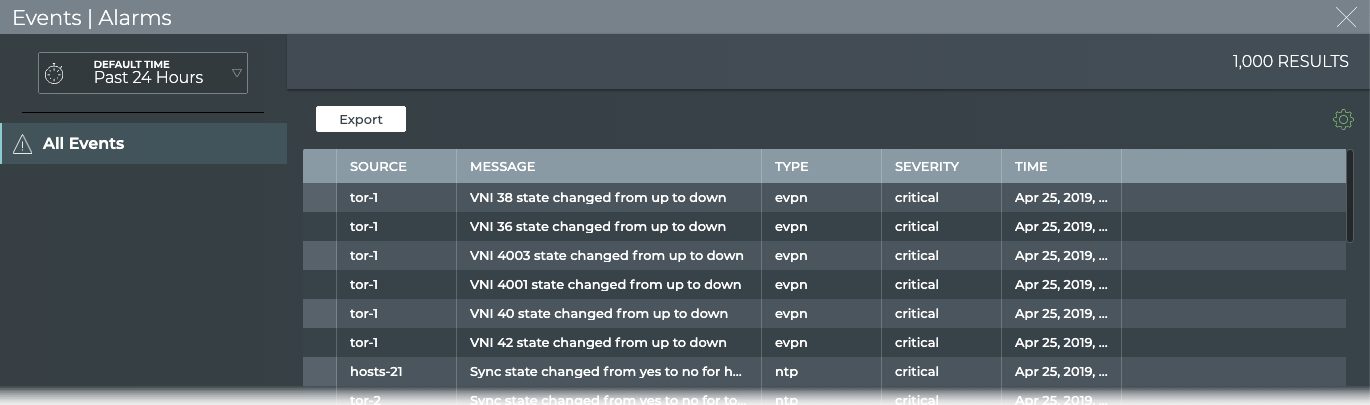 Events | Alarms
DEFAULT TIME
Past 24 Hours
1,000 RESULTS
All Events
Export
SOURCE MESSAGE TYPE SEVERITY TIME
tor-1 VNI 38 state changed from up to down evpn critical Apr 25, 2019, ...
tor-1 VNI 36 state changed from up to down evpn critical Apr 25, 2019, ...
tor-1 VNI 4003 state changed from up to down evpn critical Apr 25, 2019, ...
tor-1 VNI 4001 state changed from up to down evpn critical Apr 25, 2019, ...
tor-1 VNI 40 state changed from up to down evpn critical Apr 25, 2019, ...
tor-1 VNI 42 state changed from up to down evpn critical Apr 25, 2019, ...
hosts-21 Sync state changed from yes to no for h... ntp critical Apr 25, 2019, ...
tor-2 Sync state changed from yes to no for to... ntp critical Apr 25, 2019, ...